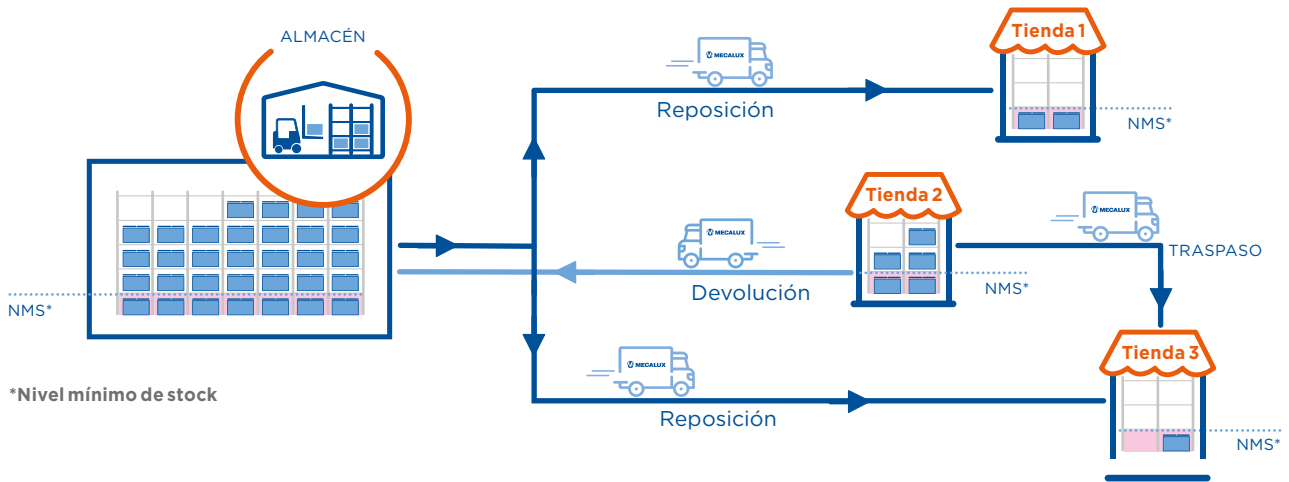 ALMACÉN
MECALUX
Reposición
Tienda 1
NMS*
Tienda 2
MECALUX
MECALUX
TRASPASO
Devolución
NMS*
NMS*
MECALUX
Tienda 3
*Nivel mínimo de stock
Reposición
NMS*